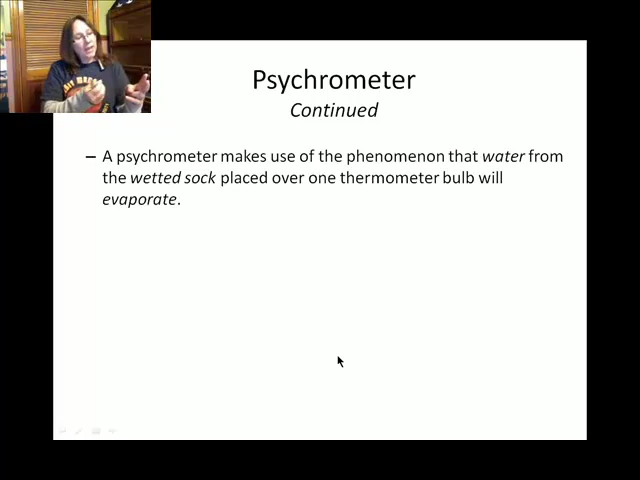 Psychrometer
Continued
– A psychrometer makes use of the phenomenon that water from
the wetted sock placed over one thermometer bulb will
evaporate.